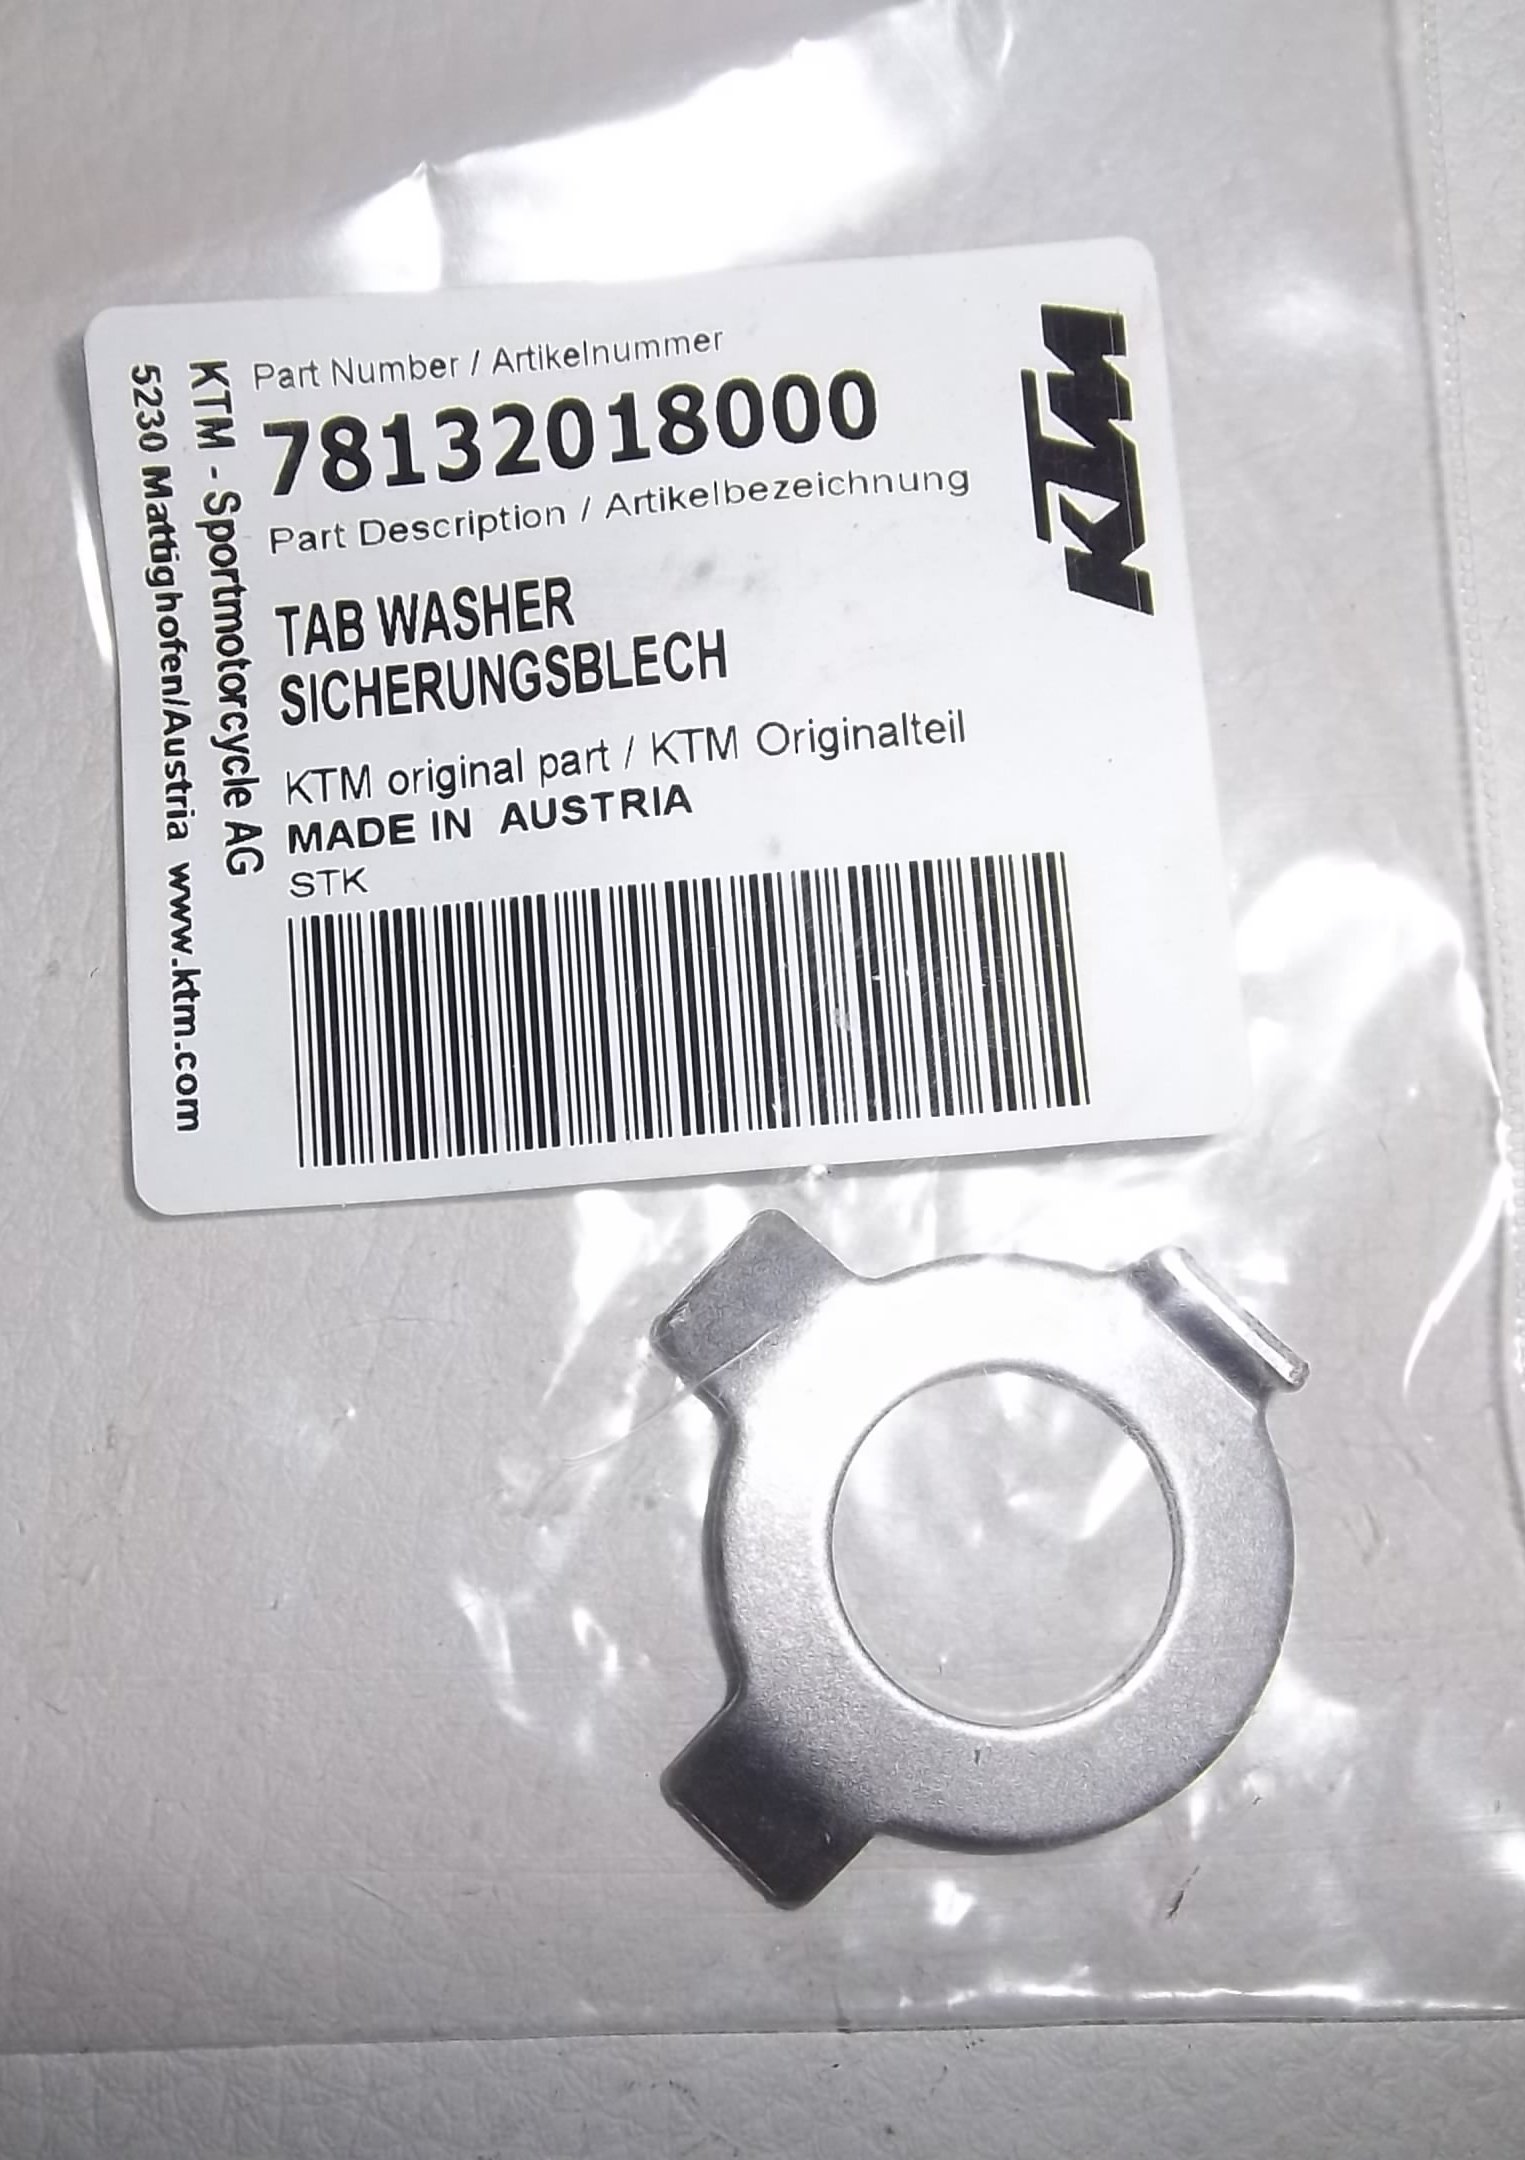 Part Number / Artikelnummer
78132018000
Part Description / Artikelbezeichnung
TAB WASHER
SICHERUNGSBLECH
KTM original part / KTM Originalteil
MADE IN AUSTRIA
STK
KTM - Sportmotorcycle AG
5230 Mattighofen/Austria www.ktm.com
KTM